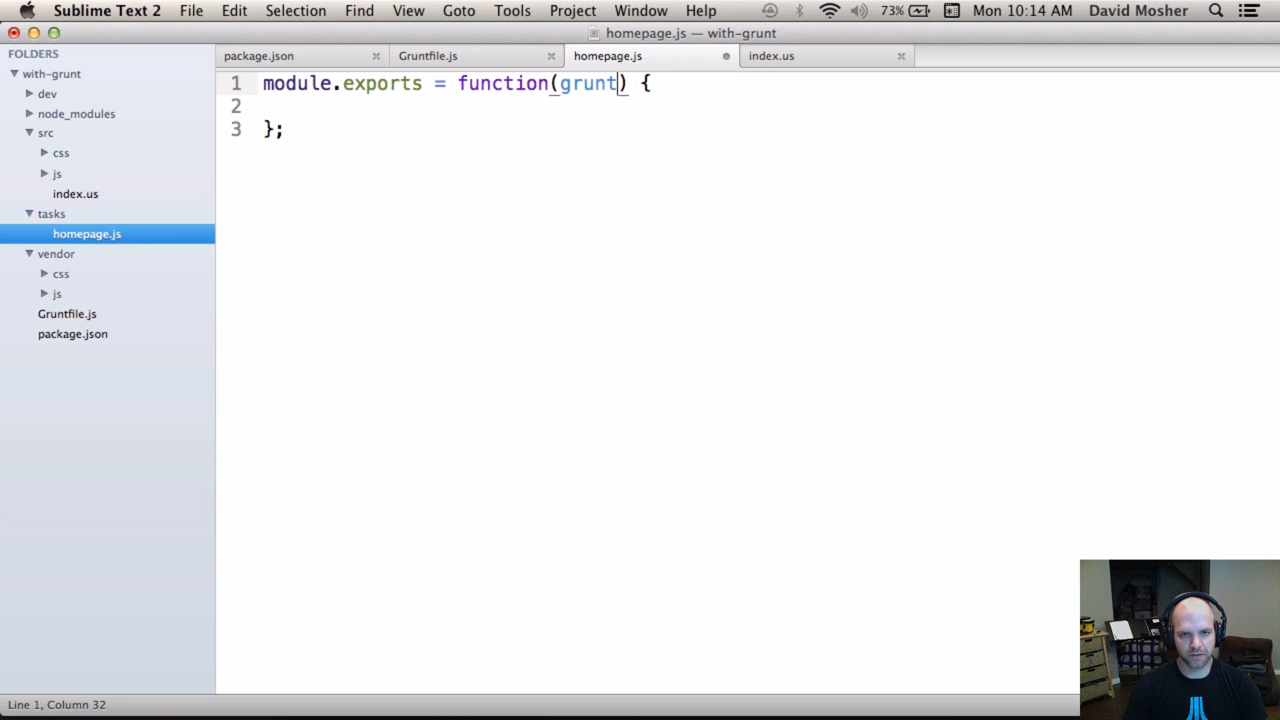 Sublime Text 2 File Edit Selection Find View Goto Tools Project Window Help 73% Mon 10:14 AM David Mosher
homepage.js — with-grunt
FOLDERS
with-grunt
dev
node_modules
src
css
js
index.us
tasks
homepage.js
vendor
css
js
Gruntfile.js
package.json
package.json Gruntfile.js homepage.js index.us
1 module.exports = function(grunt) {
2
3 };
Line 1, Column 32